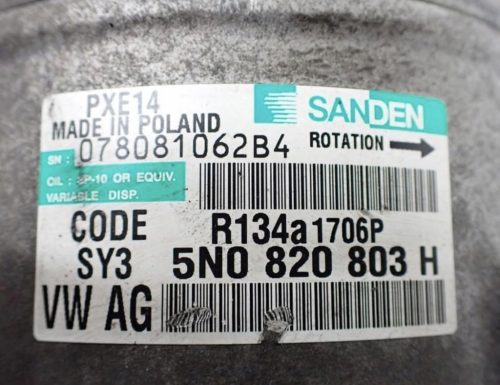 PXE14
SANDEN
MADE IN POLAND
SN : 078081062B4
ROTATION
OIL : SP-10 OR EQUIV.
VARIABLE DISP.
CODE R134a 1706P
SY3 5N0 820 803 H
VW AG